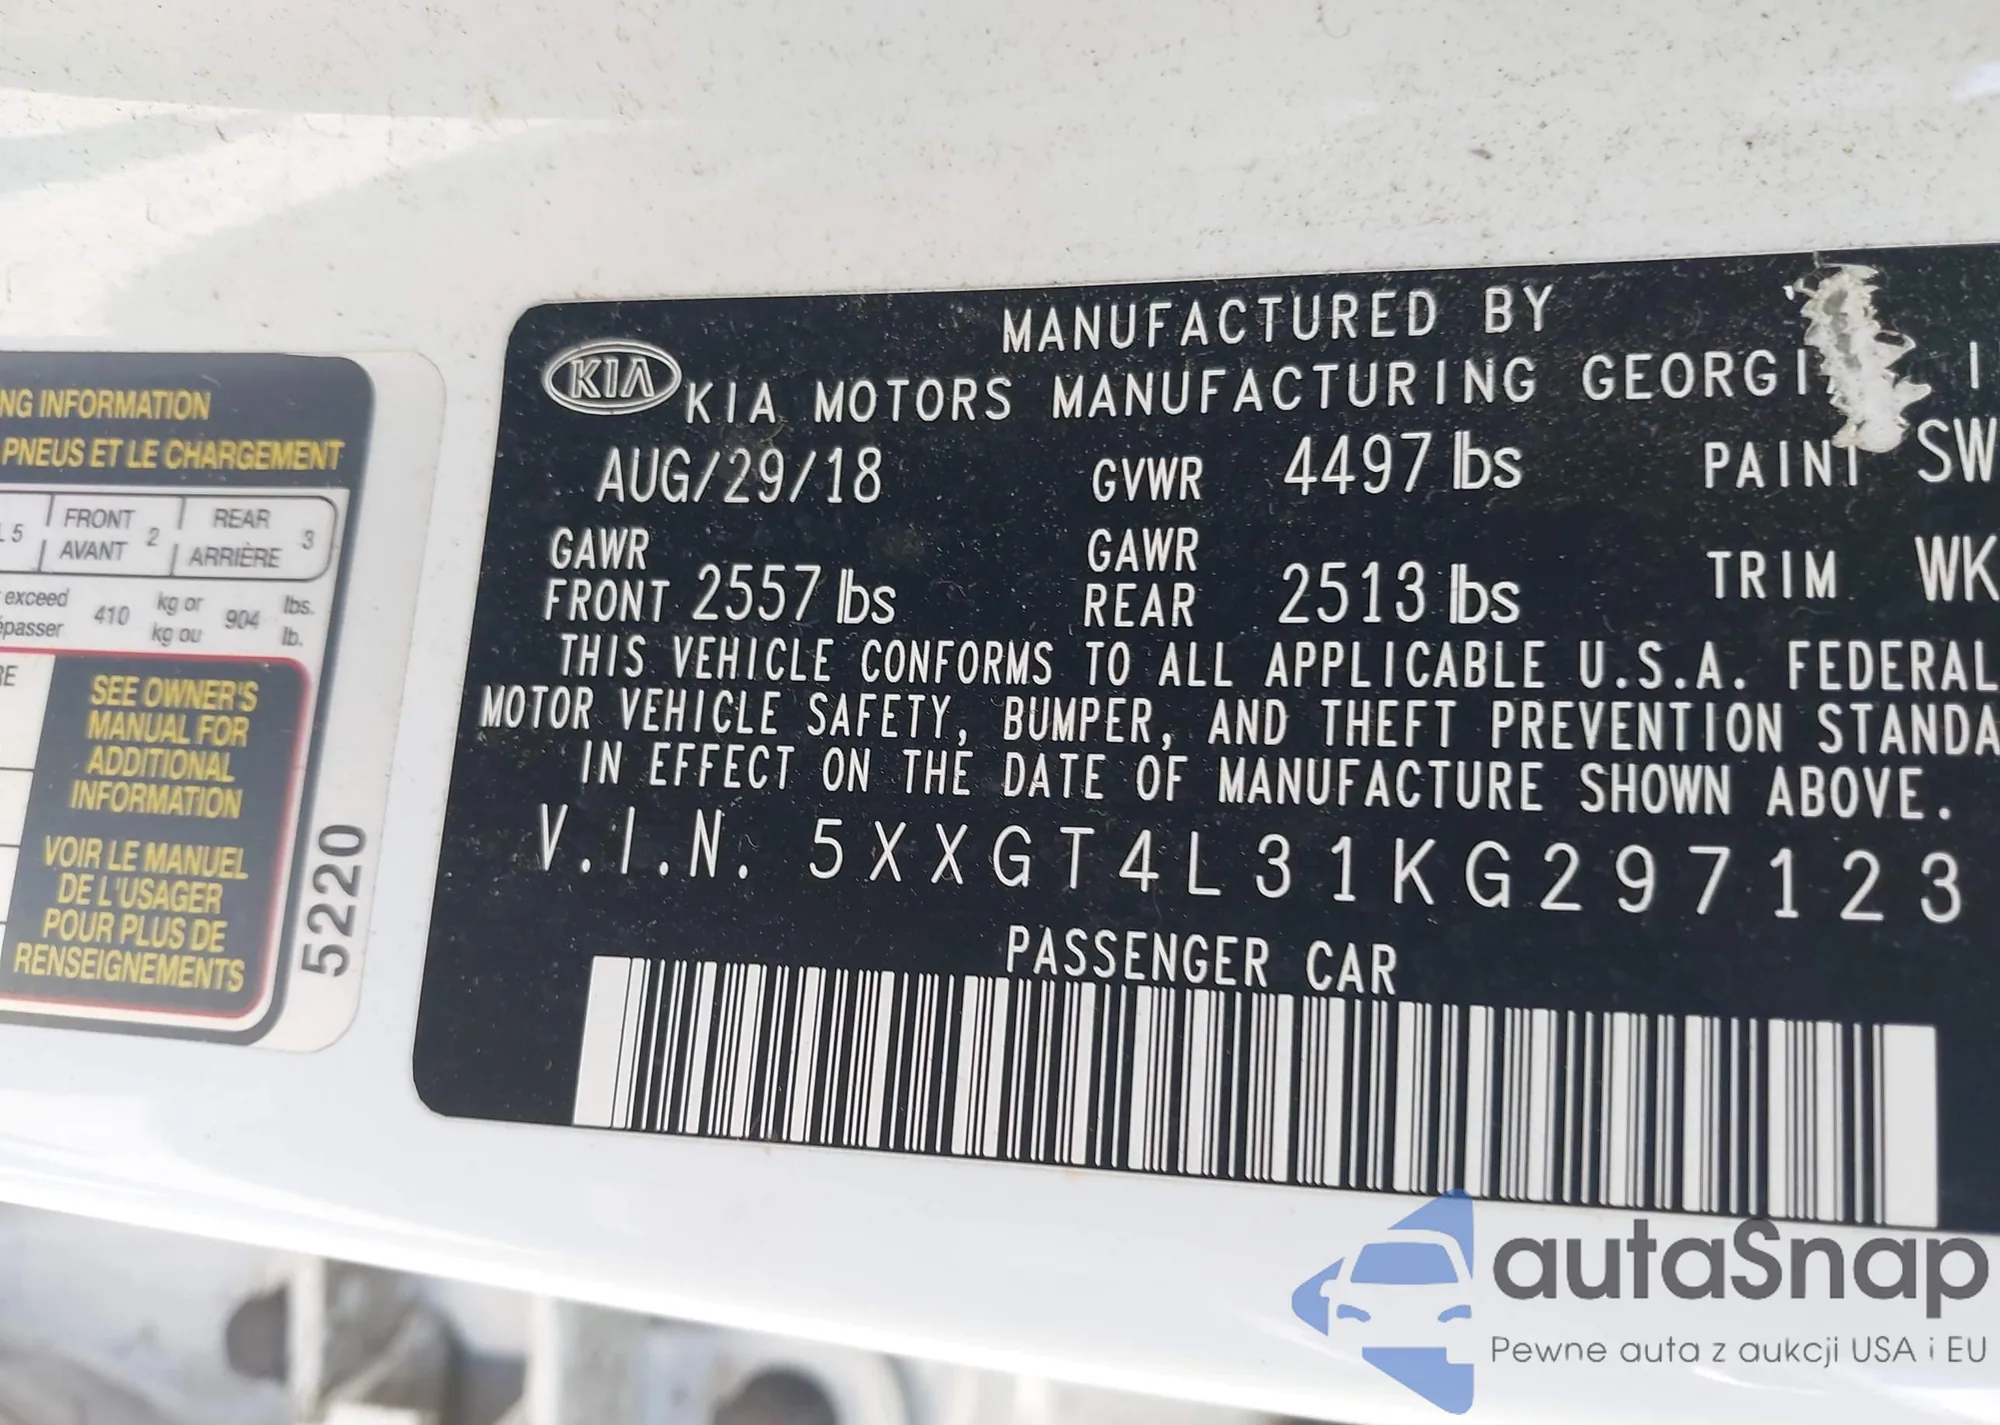 NG INFORMATION
PNEUS ET LE CHARGEMENT
L 5 FRONT AVANT 2 REAR ARRIÈRE 3
exceed 410 kg or 904 lbs.
kg ou lb.
SEE OWNER'S
MANUAL FOR
ADDITIONAL
INFORMATION
VOIR LE MANUEL
DE L'USAGER
POUR PLUS DE
RENSEIGNEMENTS
5220
MANUFACTURED BY
KIA KIA MOTORS MANUFACTURING GEORGI I
AUG/29/18 GVWR 4497 lbs PAINT SW
GAWR FRONT 2557 lbs GAWR REAR 2513 lbs TRIM WK
THIS VEHICLE CONFORMS TO ALL APPLICABLE U.S.A. FEDERAL
MOTOR VEHICLE SAFETY, BUMPER, AND THEFT PREVENTION STANDA
IN EFFECT ON THE DATE OF MANUFACTURE SHOWN ABOVE.
V.I.N. 5XXGT4L31KG297123
PASSENGER CAR
autaSnap
Pewne auta z aukcji USA i EU